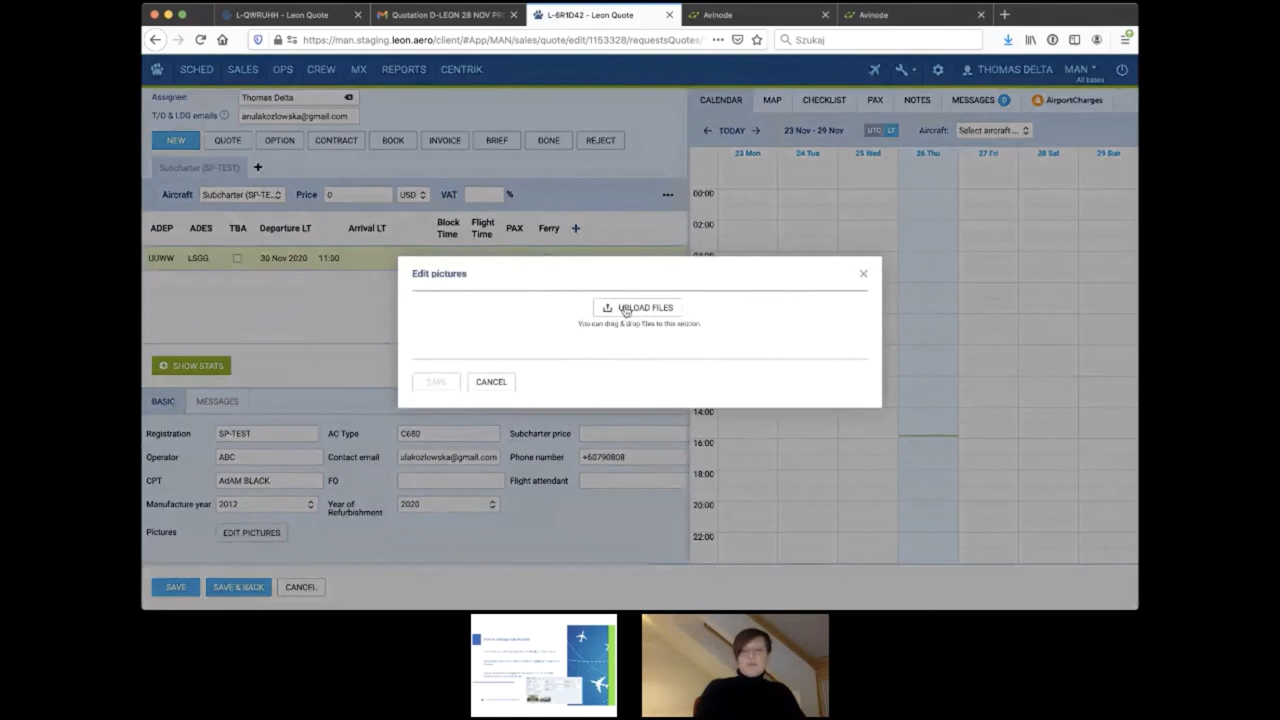 L-QWRUHH - Leon Quote
Quotation D-LEON 28 NOV PR
L-6R1D42 - Leon Quote
Avinode
Avinode
https://man.staging.leon.aero/client/#App/MAN/sales/quote/edit/1153328/requestsQuotes/
Szukaj
SCHED SALES OPS CREW MX REPORTS CENTRIK
THOMAS DELTA MAN
All bases
Assignee: Thomas Delta
T/O & LDG emails anulakozlowska@gmail.com
NEW QUOTE OPTION CONTRACT BOOK INVOICE BRIEF DONE REJECT
Subcharter (SP-TEST) +
Aircraft Subcharter (SP-TE... Price 0 USD VAT %
ADEP ADES TBA Departure LT Arrival LT Block Time Flight Time PAX Ferry +
UUWW LSGG 30 Nov 2020 11:00
SHOW STATS
CALENDAR MAP CHECKLIST PAX NOTES MESSAGES 0 AirportCharges
TODAY 23 Nov - 29 Nov UTC LT Aircraft: Select aircraft ...
23 Mon 24 Tue 25 Wed 26 Thu 27 Fri 28 Sat 29 Sun
00:00
02:00
14:00
16:00
18:00
20:00
22:00
Edit pictures
UPLOAD FILES
You can drag & drop files to this section.
SAVE CANCEL
BASIC MESSAGES
Registration SP-TEST AC Type C680 Subcharter price
Operator ABC Contact email ulakozlowska@gmail.com Phone number +60790808
CPT AdAM BLACK FO Flight attendant
Manufacture year 2012 Year of Refurbishment 2020
Pictures EDIT PICTURES
SAVE SAVE & BACK CANCEL